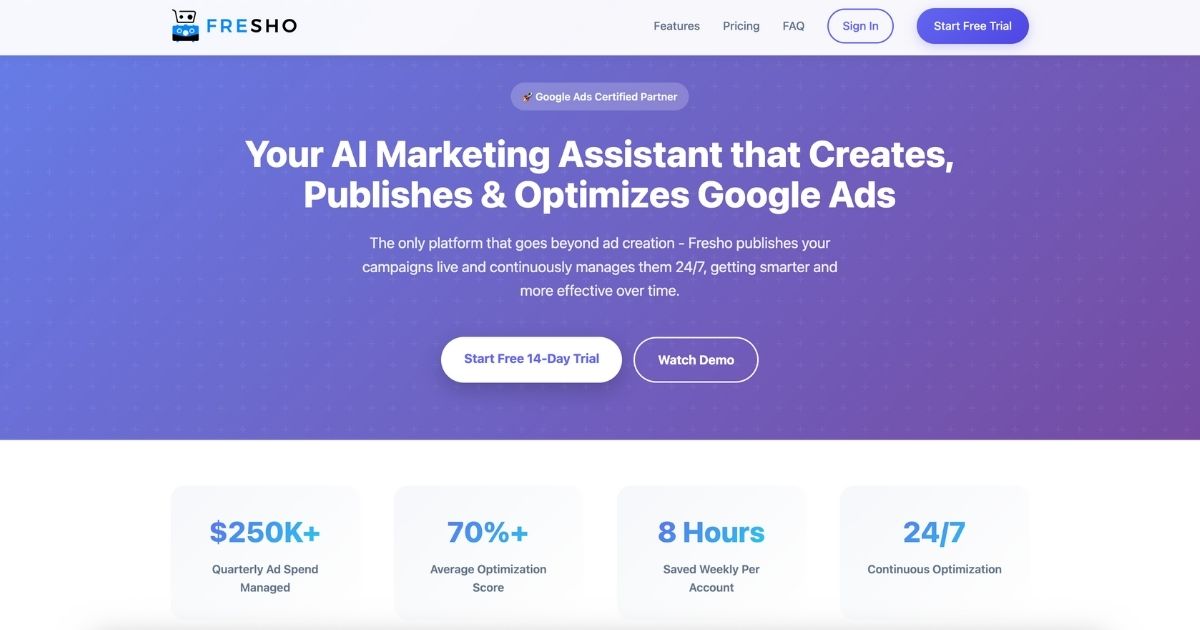 FRESHO
Features
Pricing
FAQ
Sign In
Start Free Trial
🚀 Google Ads Certified Partner
Your AI Marketing Assistant that Creates,
Publishes & Optimizes Google Ads
The only platform that goes beyond ad creation - Fresho publishes your
campaigns live and continuously manages them 24/7, getting smarter and
more effective over time.
Start Free 14-Day Trial
Watch Demo
$250K+
Quarterly Ad Spend
Managed
70%+
Average Optimization
Score
8 Hours
Saved Weekly Per
Account
24/7
Continuous Optimization